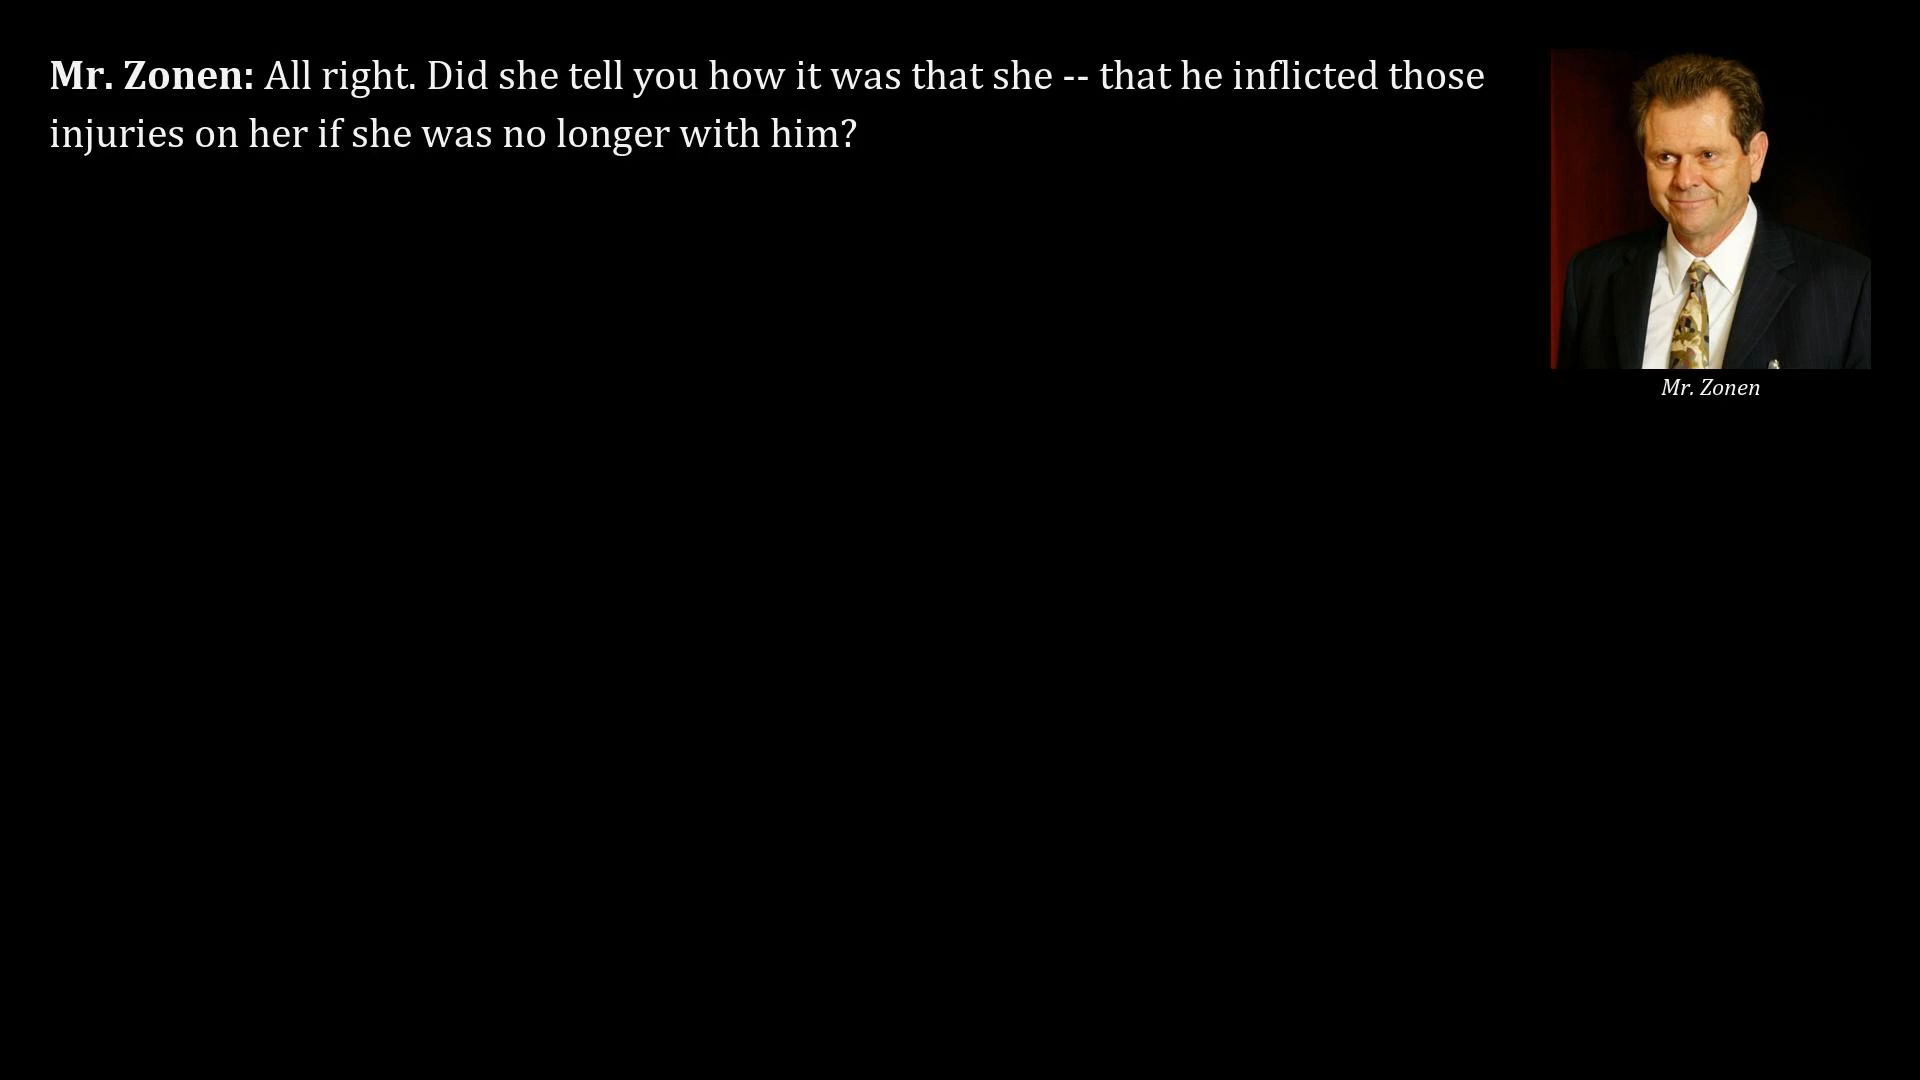 Mr. Zonen: All right. Did she tell you how it was that she -- that he inflicted those
injuries on her if she was no longer with him?
Mr. Zonen